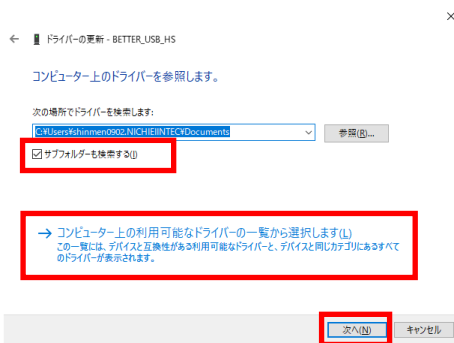 ドライバーの更新 - BETTER_USB_HS
コンピューター上のドライバーを参照します。
次の場所でドライバーを検索します:
C:¥Users¥shinmen0902.NICHIEIINTEC¥Documents
参照(R)...
サブフォルダーも検索する(I)
コンピューター上の利用可能なドライバーの一覧から選択します(L)
この一覧には、デバイスと互換性がある利用可能なドライバーと、デバイスと同じカテゴリにあるすべて
のドライバーが表示されます。
次へ(N) キャンセル